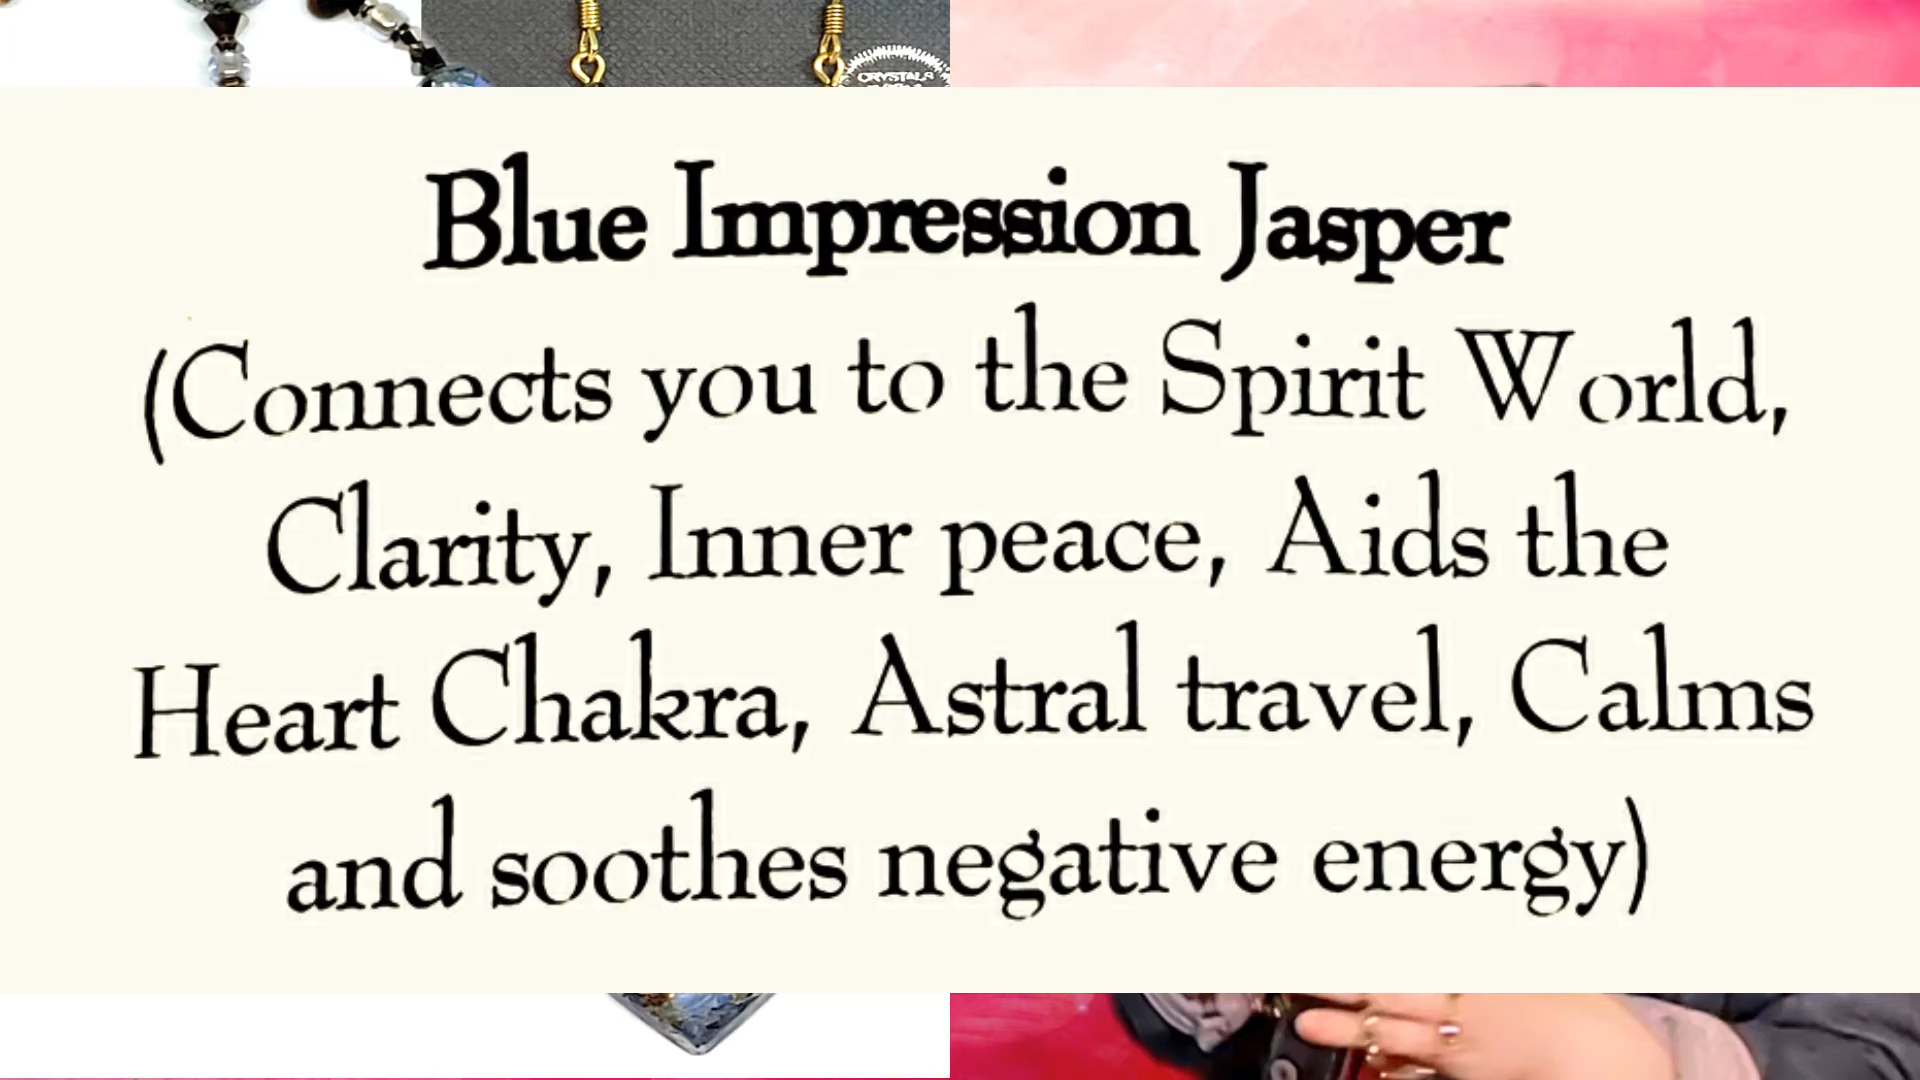 CRYSTALS
Blue Impression Jasper
(Connects you to the Spirit World,
Clarity, Inner peace, Aids the
Heart Chakra, Astral travel, Calms
and soothes negative energy)